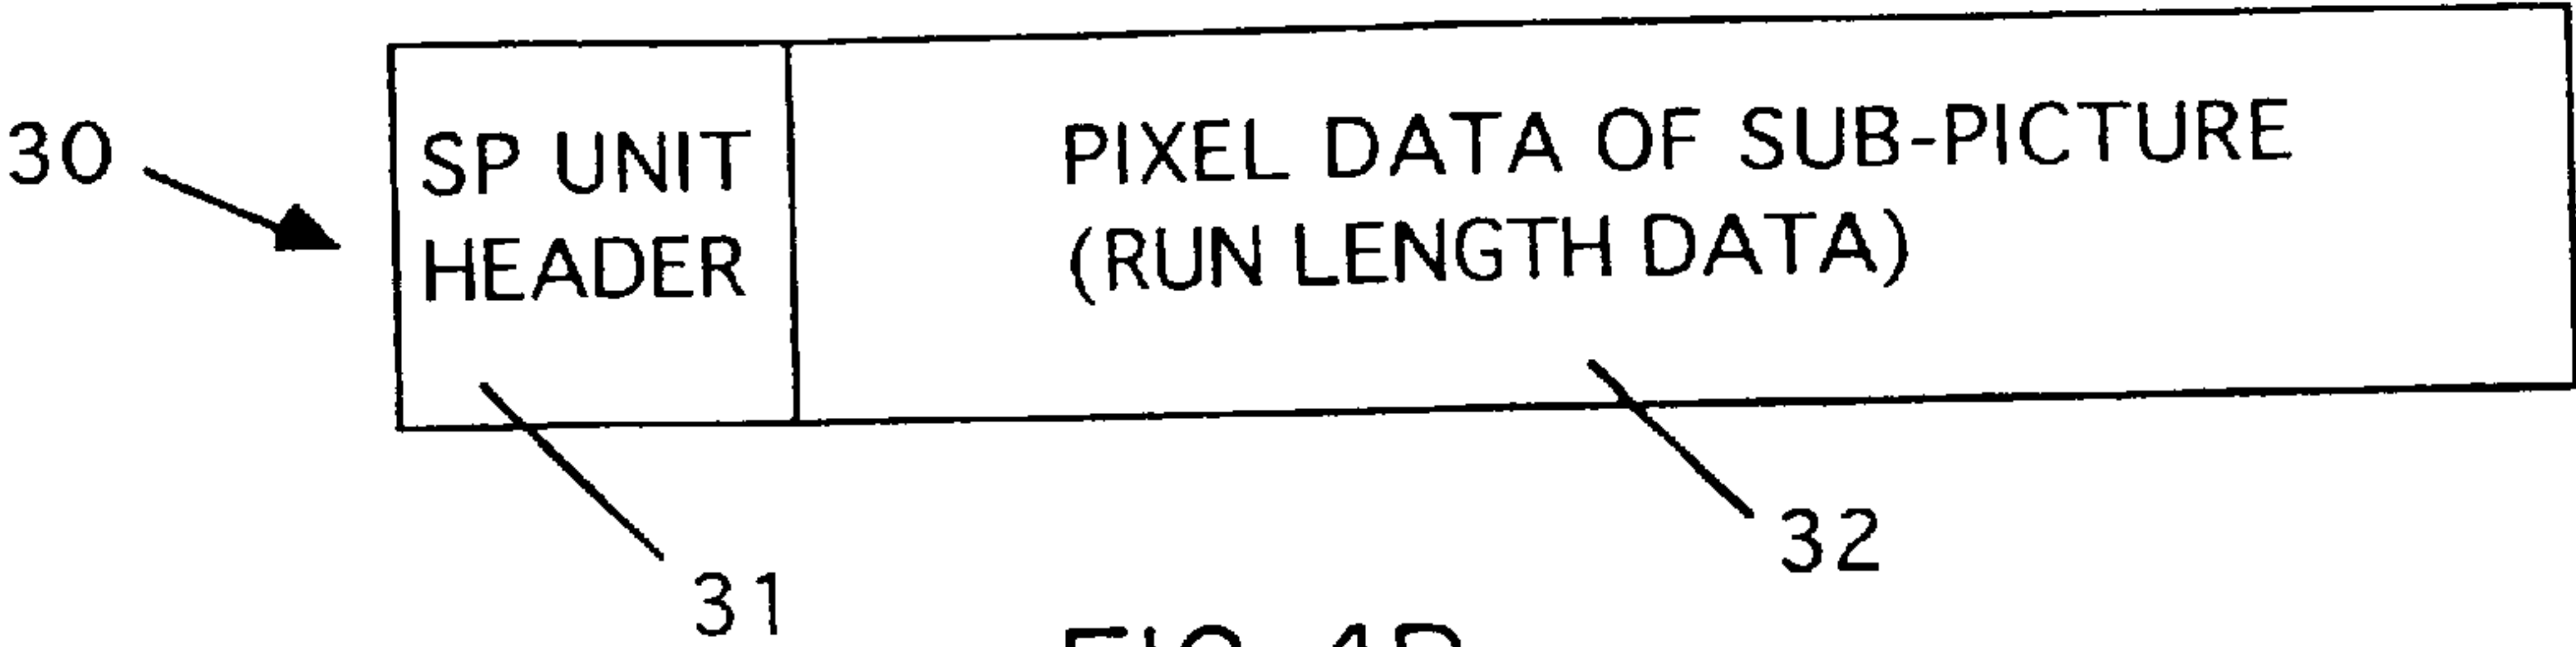 30
SP UNIT
HEADER
PIXEL DATA OF SUB-PICTURE
(RUN LENGTH DATA)
31
32